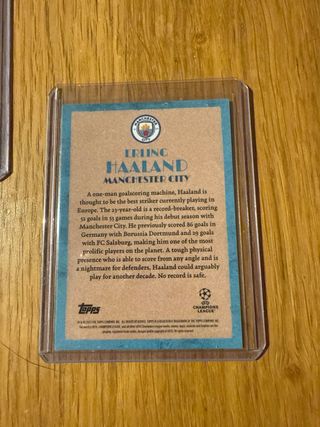 MANCHESTER
CITY
ERLING
HAALAND
MANCHESTER CITY
A one-man goalscoring machine, Haaland is
thought to be the best striker currently playing in
Europe. The 23-year-old is a record-breaker, scoring
52 goals in 53 games during his debut season with
Manchester City. He previously scored 86 goals in
Germany with Borussia Dortmund and 29 goals
with FC Salzburg, making him one of the most
prolific players on the planet. A tough physical
presence who is able to score from any angle and is
a nightmare for defenders, Haaland could arguably
play for another decade. No record is safe.
Topps
UEFA
CHAMPIONS
LEAGUE